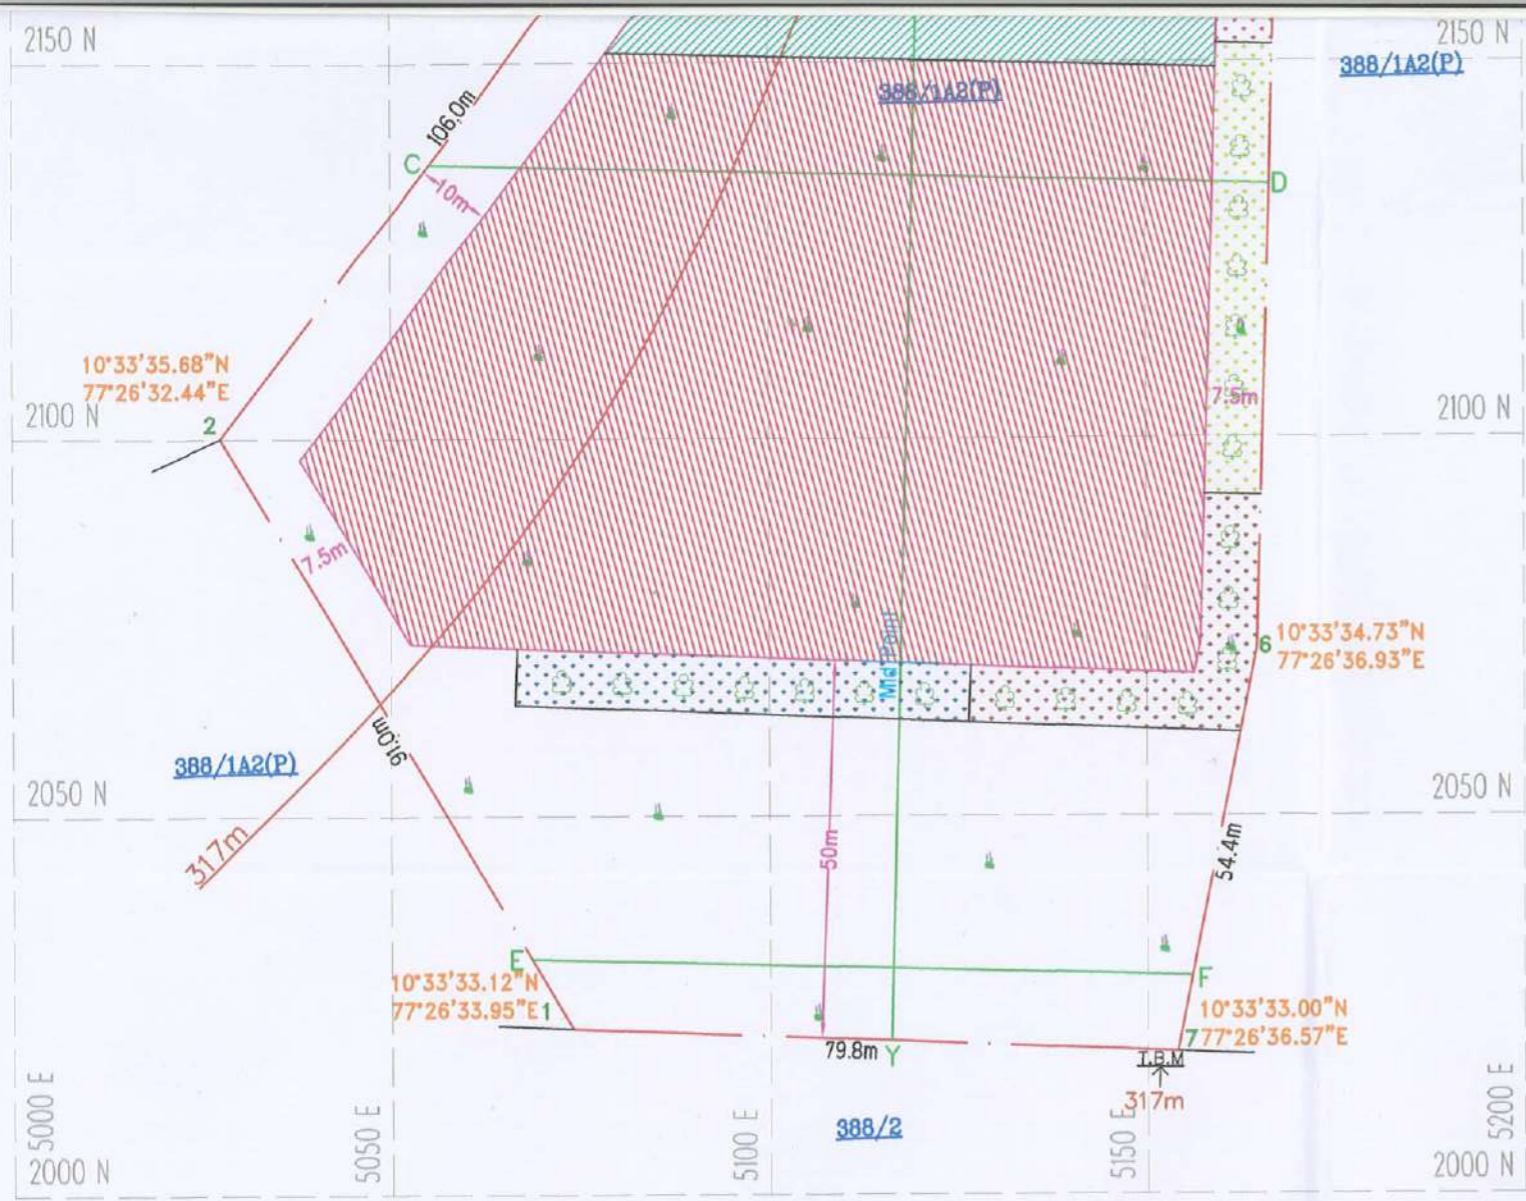 2150 N
2150 N
388/1A2(P)
388/1A2(P)
106.0m
C
10m
D
10°33'35.68"N
77°26'32.44"E
2100 N
2
7.5m
2100 N
7.5m
Mid Point
6
10°33'34.73"N
77°26'36.93"E
91.0m
388/1A2(P)
2050 N
2050 N
317m
50m
54.4m
E
F
10°33'33.12"N
77°26'33.95"E
1
10°33'33.00"N
77°26'36.57"E
7
79.8m
Y
T.B.M
317m
388/2
5000 E
5050 E
5100 E
5150 E
5200 E
2000 N
2000 N